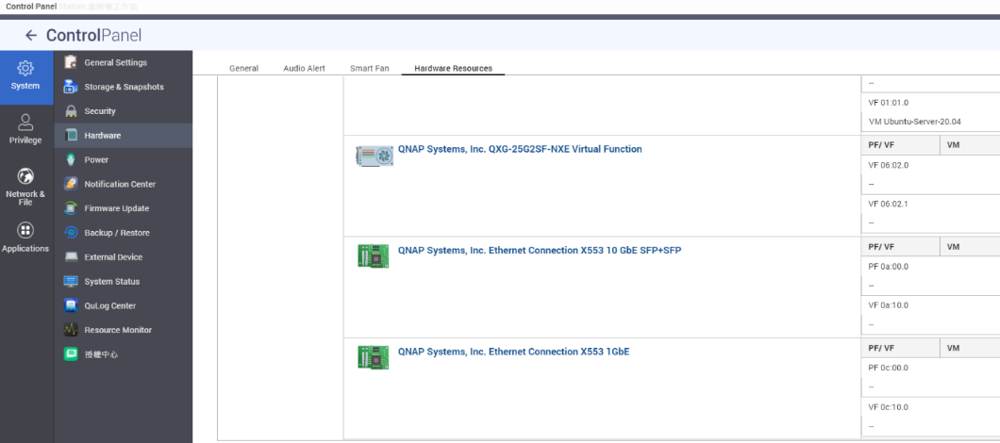 Control Panel
ControlPanel
System
Privilege
Network &
File
Applications
General Settings
Storage & Snapshots
Security
Hardware
Power
Notification Center
Firmware Update
Backup / Restore
External Device
System Status
QuLog Center
Resource Monitor
授權中心
General Audio Alert Smart Fan Hardware Resources
--
VF 01:01.0
VM Ubuntu-Server-20.04
QNAP Systems, Inc. QXG-25G2SF-NXE Virtual Function
PF/ VF VM
VF 06:02.0
--
VF 06:02.1
--
QNAP Systems, Inc. Ethernet Connection X553 10 GbE SFP+SFP
PF/ VF VM
PF 0a:00.0
--
VF 0a:10.0
--
QNAP Systems, Inc. Ethernet Connection X553 1GbE
PF/ VF VM
PF 0c:00.0
--
VF 0c:10.0
--